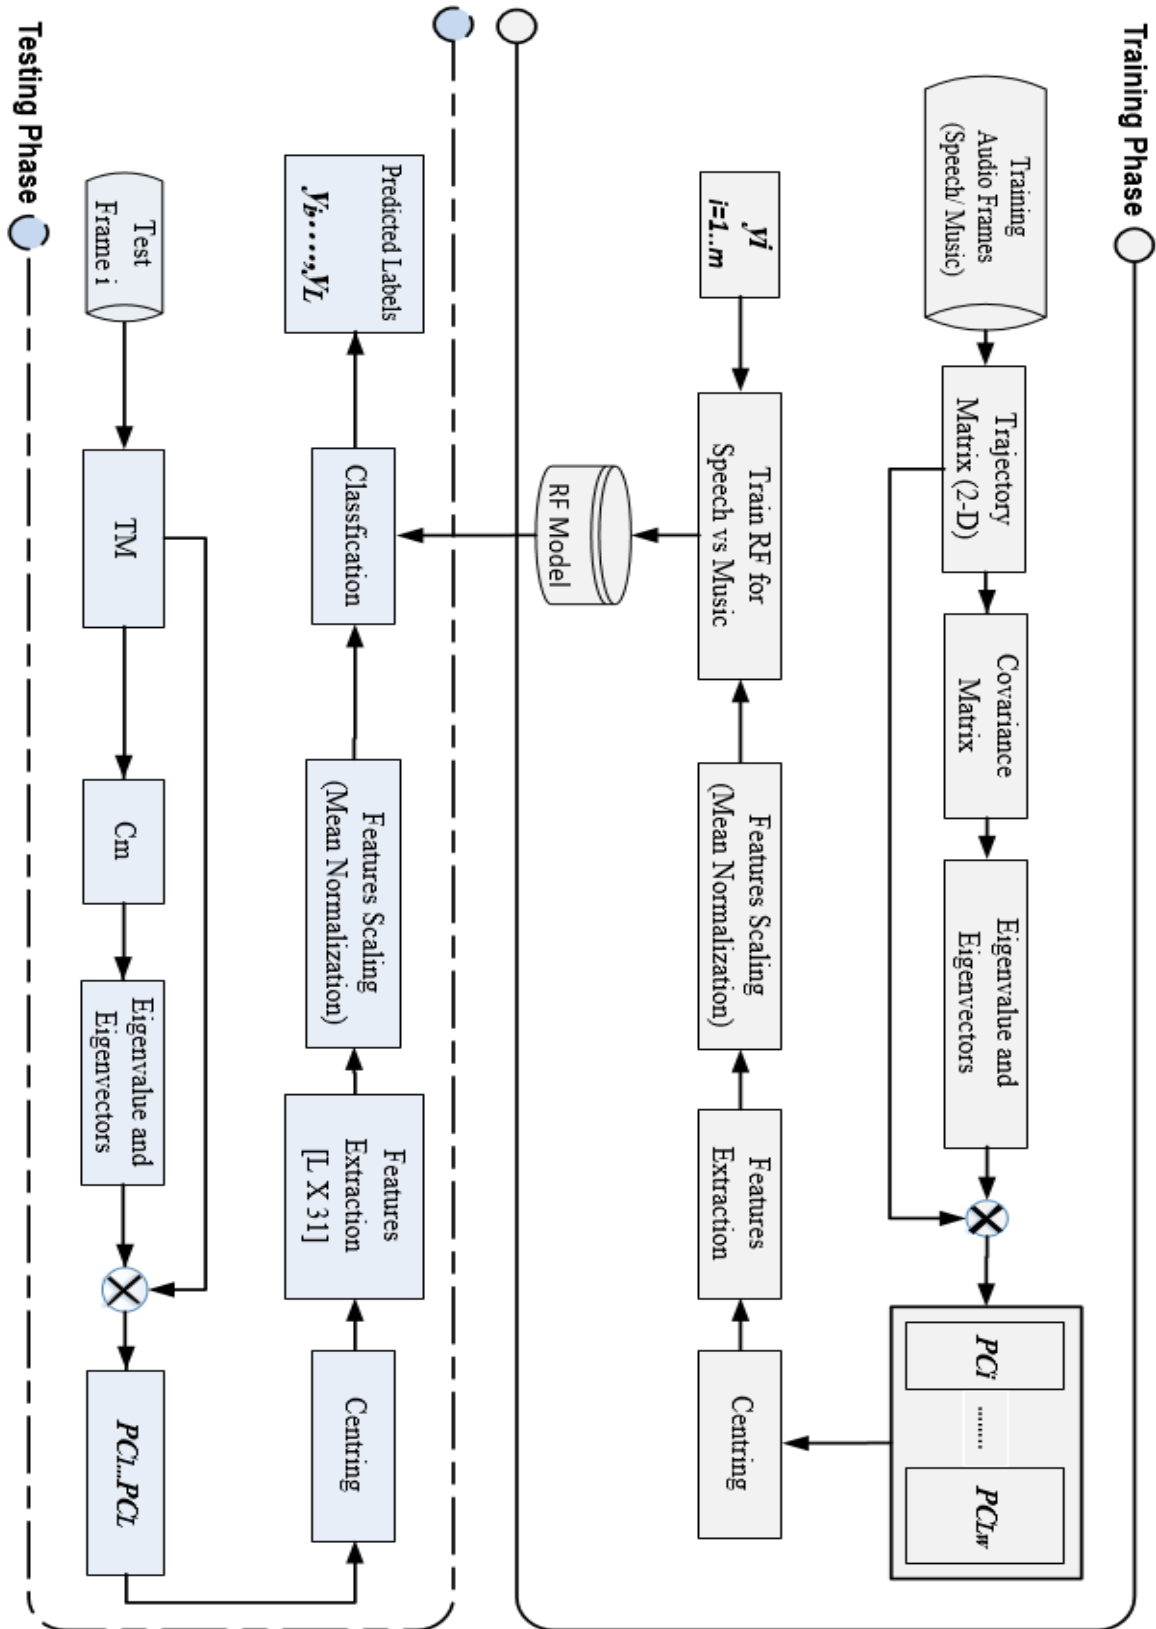 Training Phase
Training
Audio Frames
(Speech/ Music)
Trajectory
Matrix (2-D)
Covariance
Matrix
Eigenvalue and
Eigenvectors
PCi
........
PCLw
yi
i=1..m
Train RF for
Speech vs Music
Features Scaling
(Mean Normalization)
Features
Extraction
Centring
RF Model
Predicted Labels
yi,....,yL
Classfication
Features Scaling
(Mean Normalization)
Features
Extraction
[L X 31]
Centring
Test
Frame i
TM
Cm
Eigenvalue and
Eigenvectors
PCi...PCL
Testing Phase